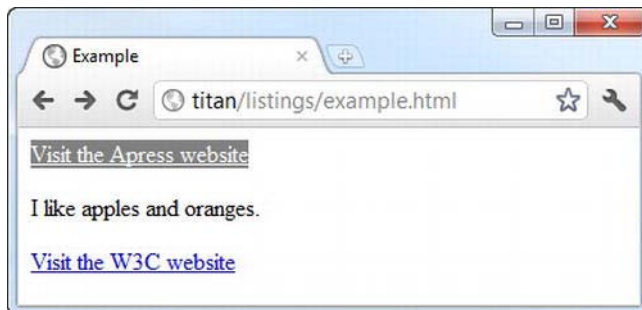 Example
titan/listings/example.html
Visit the Apress website
I like apples and oranges.
Visit the W3C website